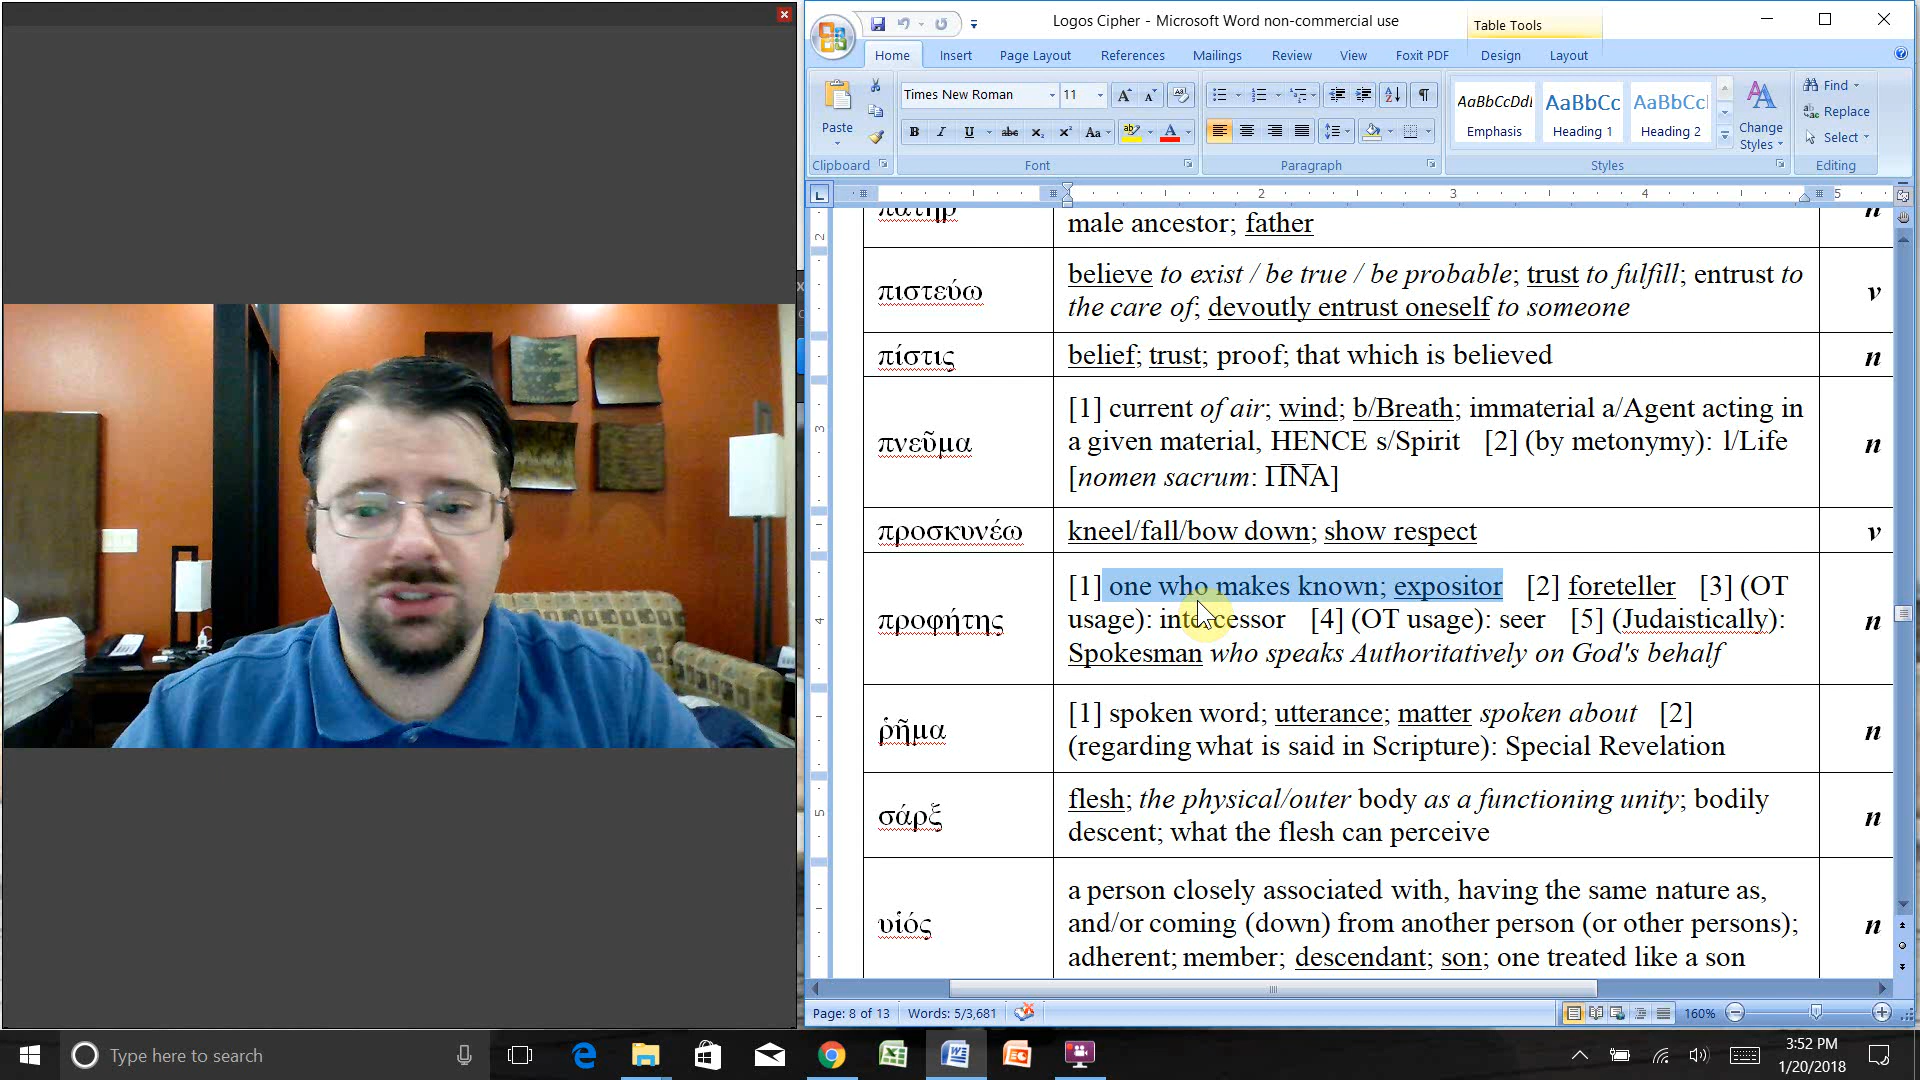 Logos Cipher - Microsoft Word non-commercial use
Table Tools
Home Insert Page Layout References Mailings Review View Foxit PDF Design Layout
Paste
Clipboard
Times New Roman 11
Font
Paragraph
AaBbCcDdI AaBbCc AaBbCcI
Emphasis Heading 1 Heading 2
Change Styles
Styles
Find
Replace
Select
Editing
2 3 4 5
πατήρ male ancestor; father n
πιστεύω believe to exist / be true / be probable; trust to fulfill; entrust to
the care of; devoutly entrust oneself to someone v
πίστις belief; trust; proof; that which is believed n
πνεῦμα [1] current of air; wind; b/Breath; immaterial a/Agent acting in
a given material, HENCE s/Spirit [2] (by metonymy): l/Life n
[nomen sacrum: Π̅Ν̅Α̅]
προσκυνέω kneel/fall/bow down; show respect v
προφήτης [1] one who makes known; expositor [2] foreteller [3] (OT
usage): intercessor [4] (OT usage): seer [5] (Judaistically): n
Spokesman who speaks Authoritatively on God's behalf
ῥῆμα [1] spoken word; utterance; matter spoken about [2]
(regarding what is said in Scripture): Special Revelation n
σάρξ flesh; the physical/outer body as a functioning unity; bodily
descent; what the flesh can perceive n
υἱός a person closely associated with, having the same nature as,
and/or coming (down) from another person (or other persons); n
adherent; member; descendant; son; one treated like a son
Page: 8 of 13 Words: 5/3,681 160%
Type here to search
3:52 PM
1/20/2018